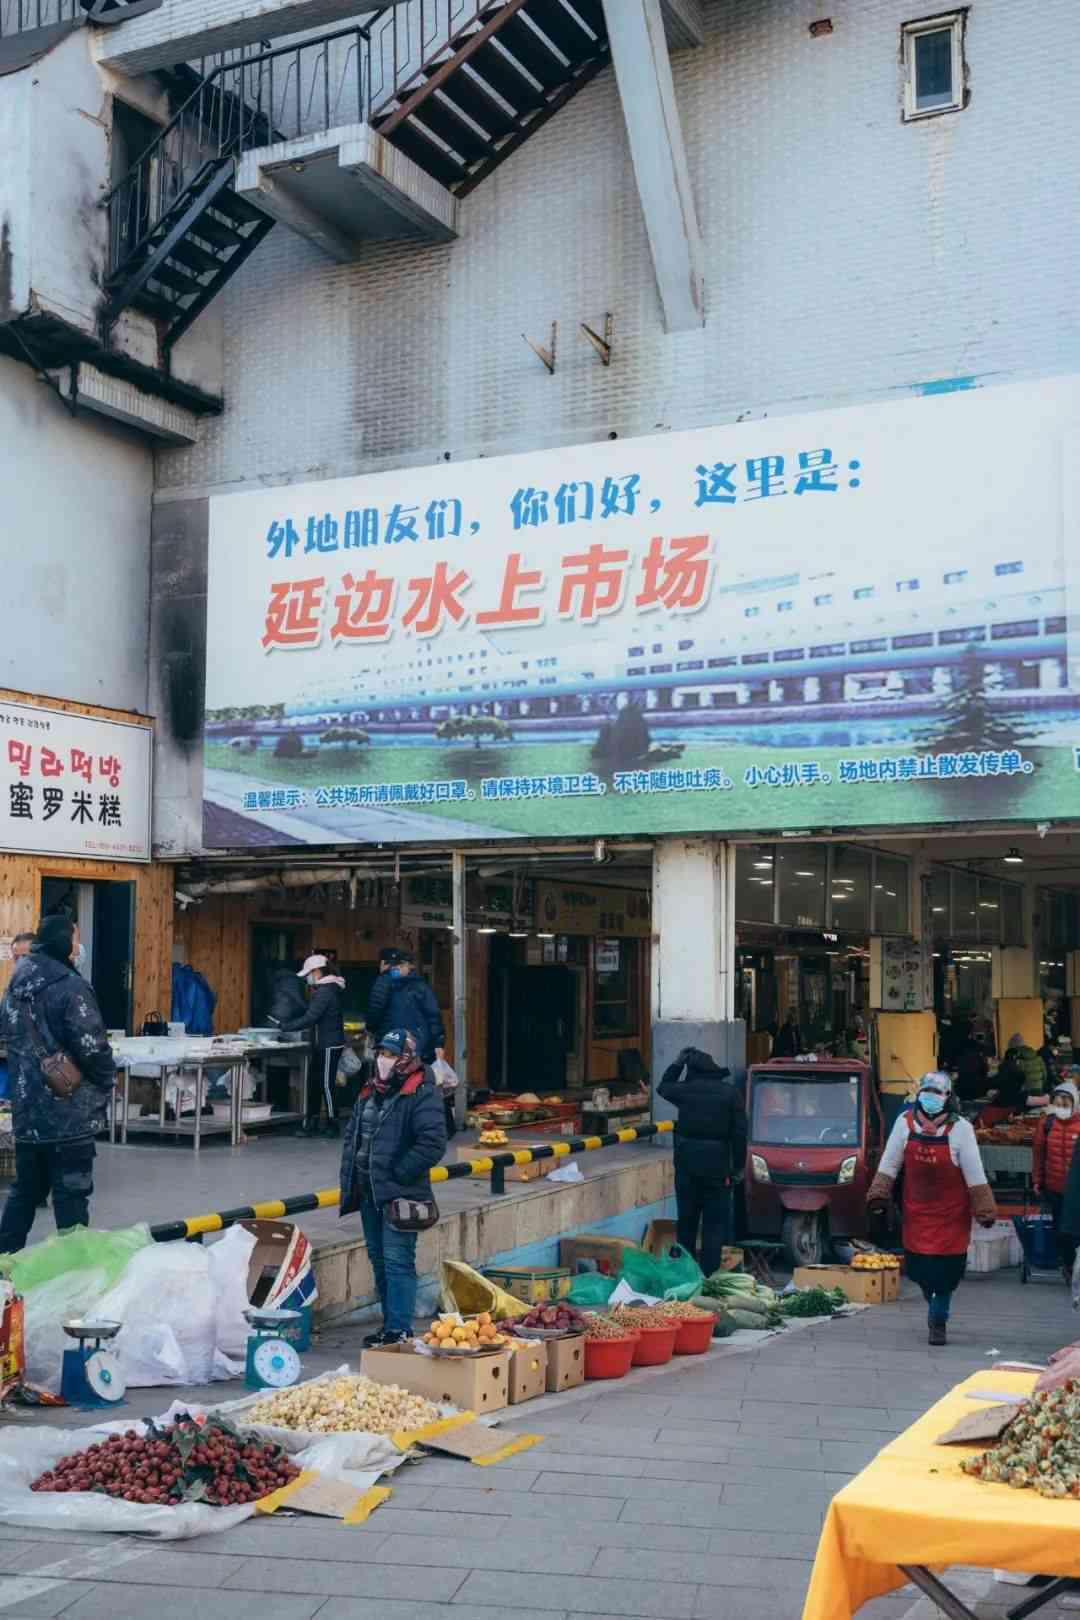 外地朋友们，你们好，这里是：
延边水上市场
温馨提示：公共场所请佩戴好口罩。请保持环境卫生，不许随地吐痰。小心扒手。场地内禁止散发传单。
밀라떡방
蜜罗米糕